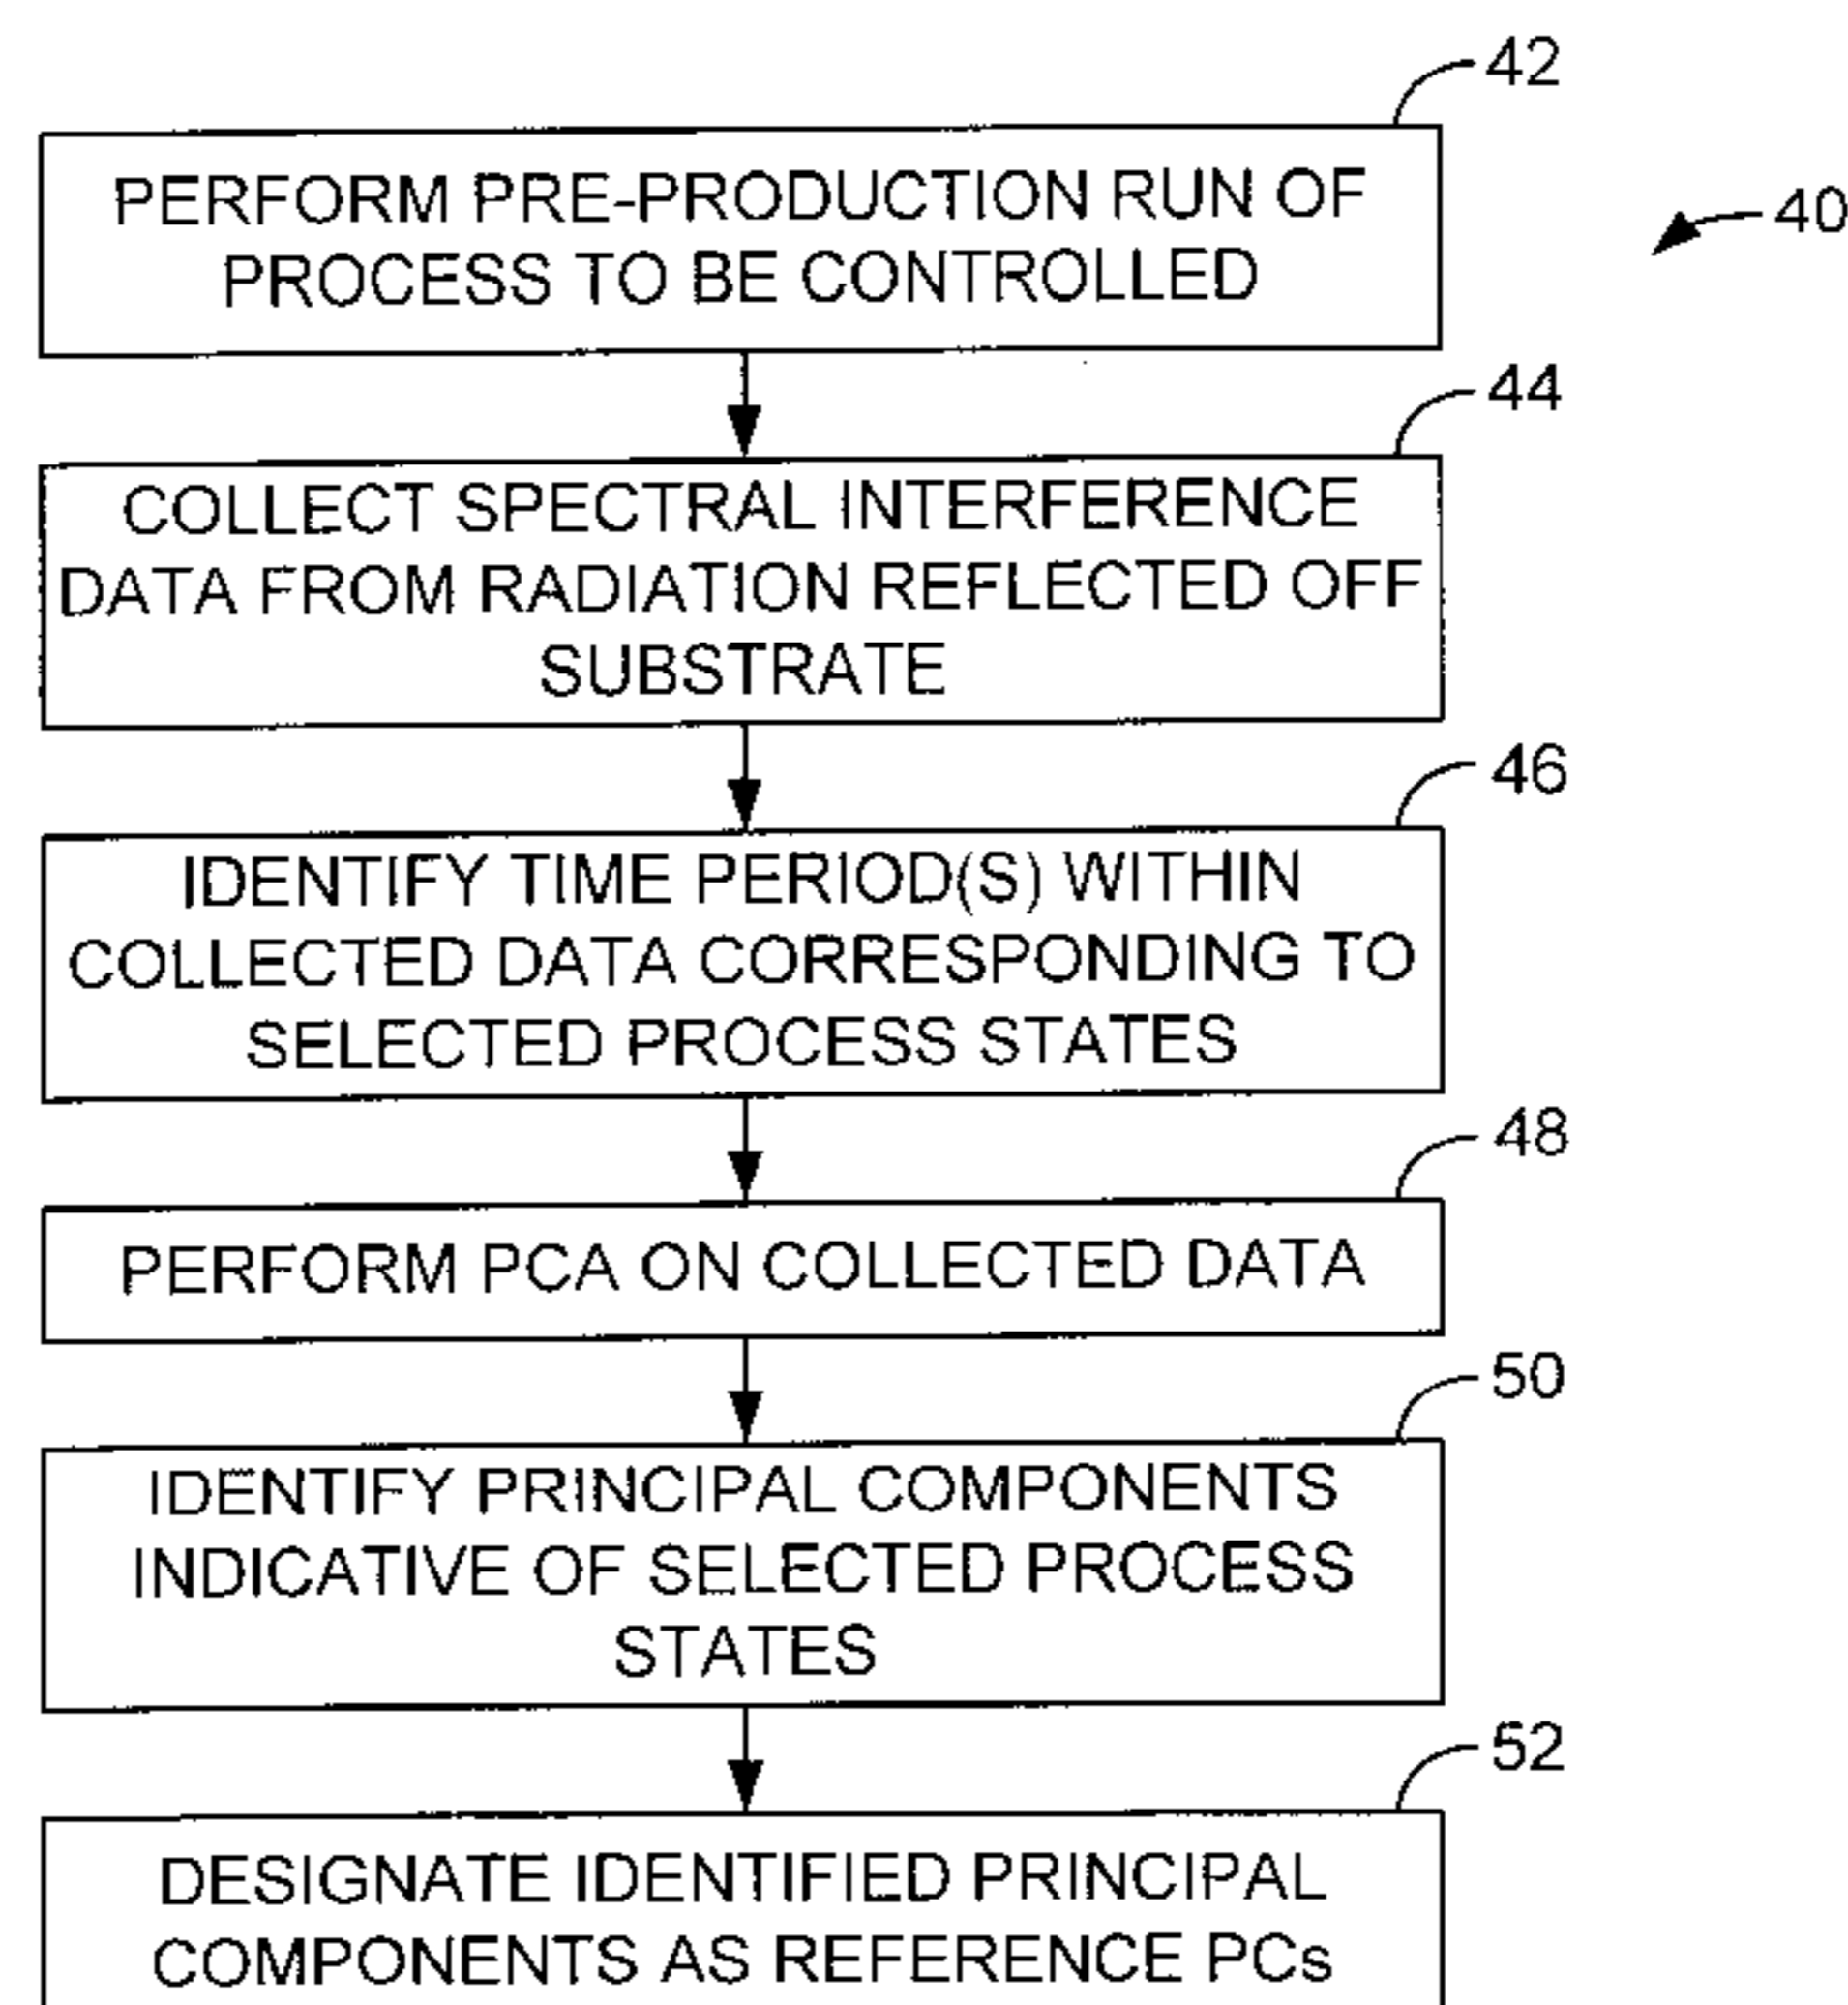 42
PERFORM PRE-PRODUCTION RUN OF
PROCESS TO BE CONTROLLED
40
44
COLLECT SPECTRAL INTERFERENCE
DATA FROM RADIATION REFLECTED OFF
SUBSTRATE
46
IDENTIFY TIME PERIOD(S) WITHIN
COLLECTED DATA CORRESPONDING TO
SELECTED PROCESS STATES
48
PERFORM PCA ON COLLECTED DATA
50
IDENTIFY PRINCIPAL COMPONENTS
INDICATIVE OF SELECTED PROCESS
STATES
52
DESIGNATE IDENTIFIED PRINCIPAL
COMPONENTS AS REFERENCE PCs